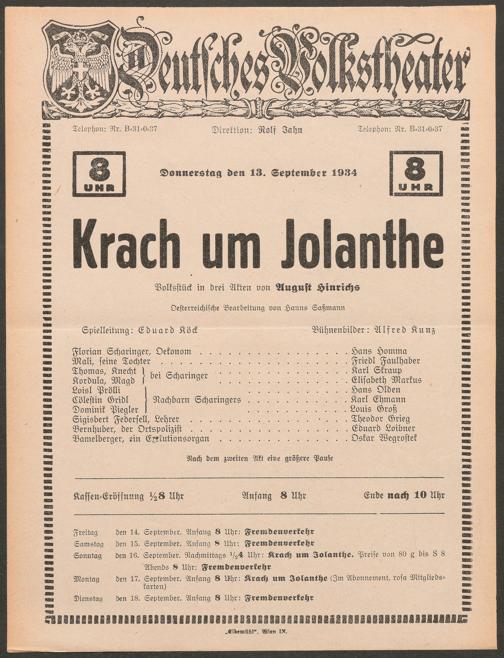 Deutsches Volkstheater
Telephon: Nr. B-31-0-37 Direktion: Rolf Jahn Telephon: Nr. B-31-0-37
8 UHR Donnerstag den 13. September 1934 8 UHR
Krach um Jolanthe
Volksstück in drei Akten von August Hinrichs
Oesterreichische Bearbeitung von Hanns Saßmann
Spielleitung: Eduard Köck Bühnenbilder: Alfred Kunz
Florian Scharinger, Oekonom Hans Homma
Mali, seine Tochter Friedl Faulhaber
Thomas, Knecht } bei Scharinger Karl Skraup
Kordula, Magd Elisabeth Markus
Loisl Prölli } Nachbarn Scharingers Hans Olden
Cölestin Gridl Karl Ehmann
Dominik Piegler Louis Groß
Sigisbert Federsell, Lehrer Theodor Grieg
Bernhuber, der Ortspolizist Eduard Loibner
Bamelberger, ein Exekutionsorgan Oskar Wegrostek
Nach dem zweiten Akt eine größere Pause
Kassen-Eröffnung ½8 Uhr Anfang 8 Uhr Ende nach 10 Uhr
Freitag den 14. September. Anfang 8 Uhr: Fremdenverkehr
Samstag den 15. September. Anfang 8 Uhr: Fremdenverkehr
Sonntag den 16. September. Nachmittags ½4 Uhr: Krach um Jolanthe. Preise von 80 g bis S 8
Abends 8 Uhr: Fremdenverkehr
Montag den 17. September. Anfang 8 Uhr: Krach um Jolanthe (Im Abonnement, rosa Mitglieds-
karten)
Dienstag den 18. September. Anfang 8 Uhr: Fremdenverkehr
„Elbemühl“, Wien IX.